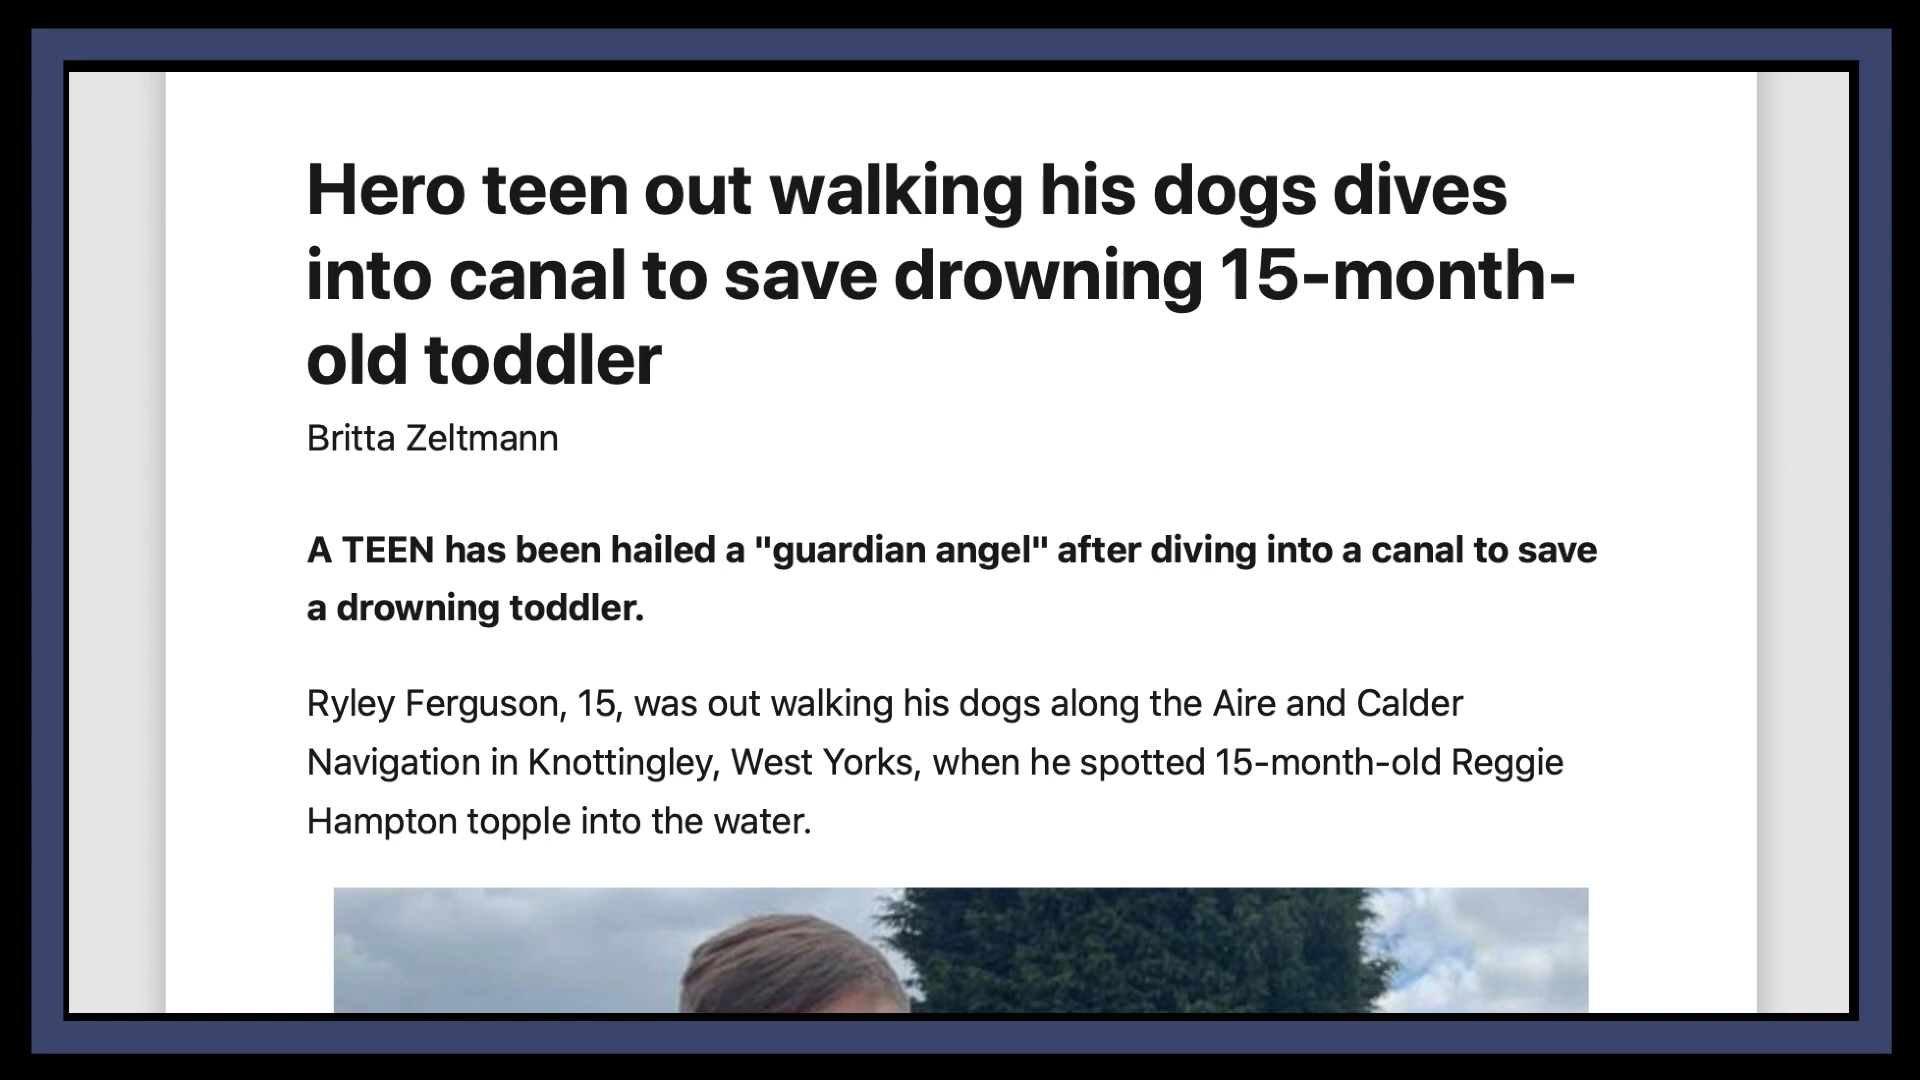 Hero teen out walking his dogs dives
into canal to save drowning 15-month-
old toddler
Britta Zeltmann
A TEEN has been hailed a "guardian angel" after diving into a canal to save
a drowning toddler.
Ryley Ferguson, 15, was out walking his dogs along the Aire and Calder
Navigation in Knottingley, West Yorks, when he spotted 15-month-old Reggie
Hampton topple into the water.